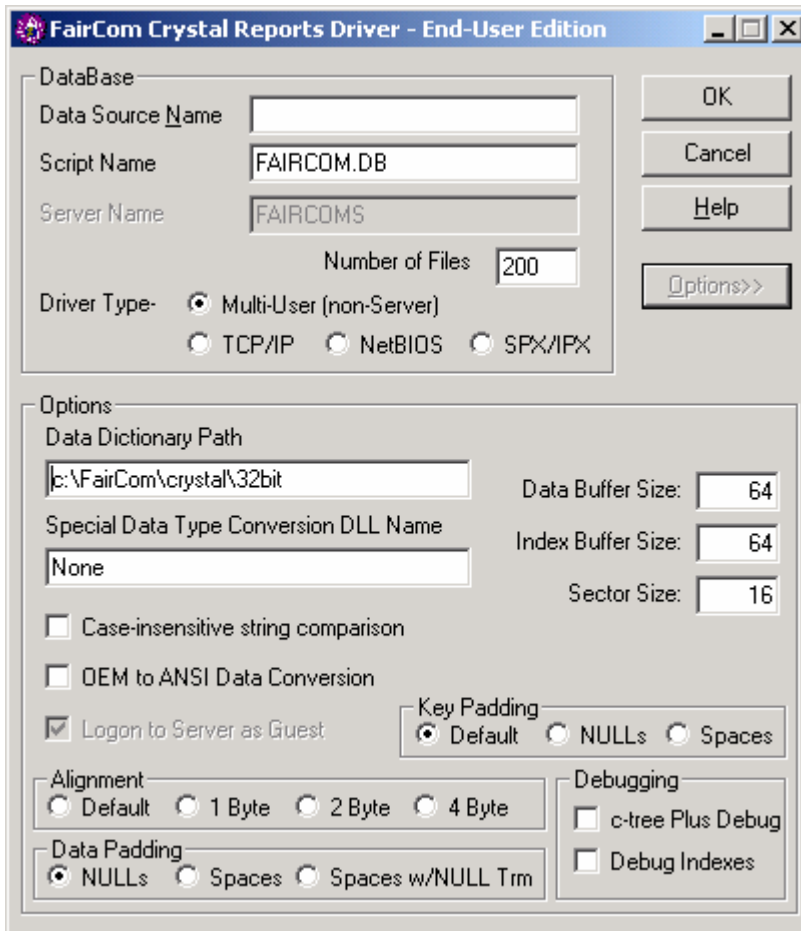 FairCom Crystal Reports Driver - End-User Edition
DataBase
Data Source Name
Script Name
FAIRCOM.DB
Server Name
FAIRCOMS
Number of Files
200
Driver Type-
Multi-User (non-Server)
TCP/IP
NetBIOS
SPX/IPX
OK
Cancel
Help
Options>>
Options
Data Dictionary Path
c:\FairCom\crystal\32bit
Special Data Type Conversion DLL Name
None
Data Buffer Size:
64
Index Buffer Size:
64
Sector Size:
16
Case-insensitive string comparison
OEM to ANSI Data Conversion
Logon to Server as Guest
Key Padding
Default
NULLs
Spaces
Alignment
Default
1 Byte
2 Byte
4 Byte
Data Padding
NULLs
Spaces
Spaces w/NULL Trm
Debugging
c-tree Plus Debug
Debug Indexes